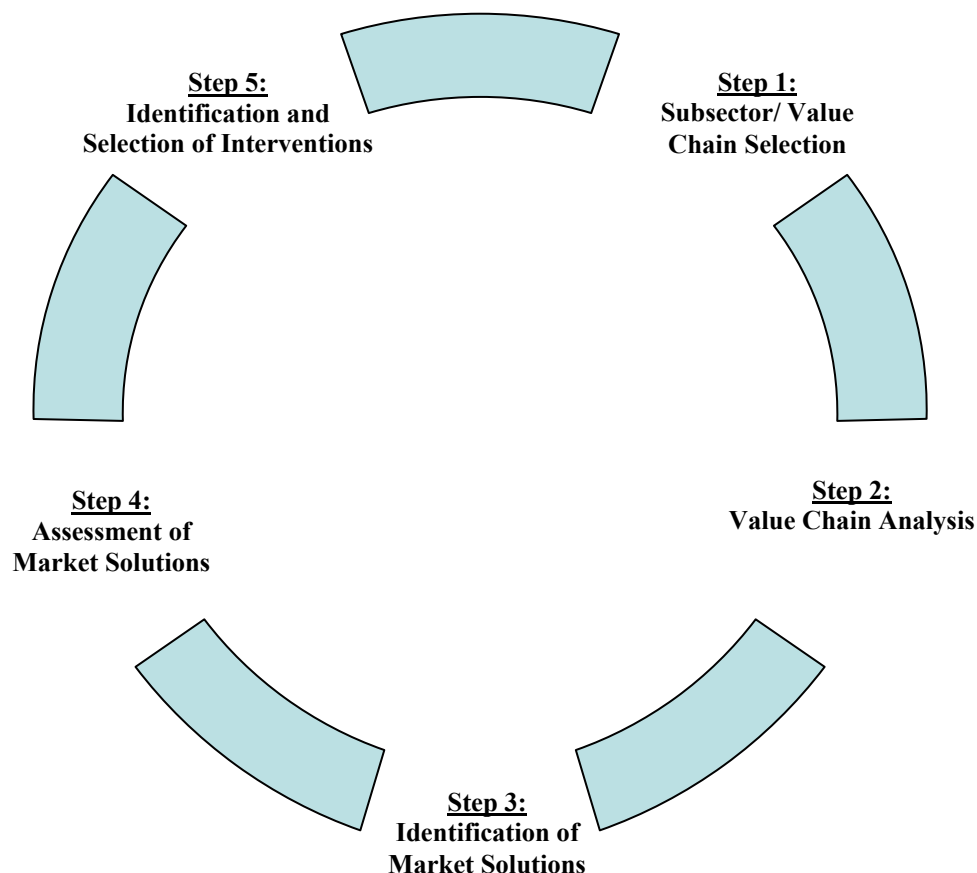 Step 1:
Subsector/ Value
Chain Selection
Step 2:
Value Chain Analysis
Step 3:
Identification of
Market Solutions
Step 4:
Assessment of
Market Solutions
Step 5:
Identification and
Selection of Interventions